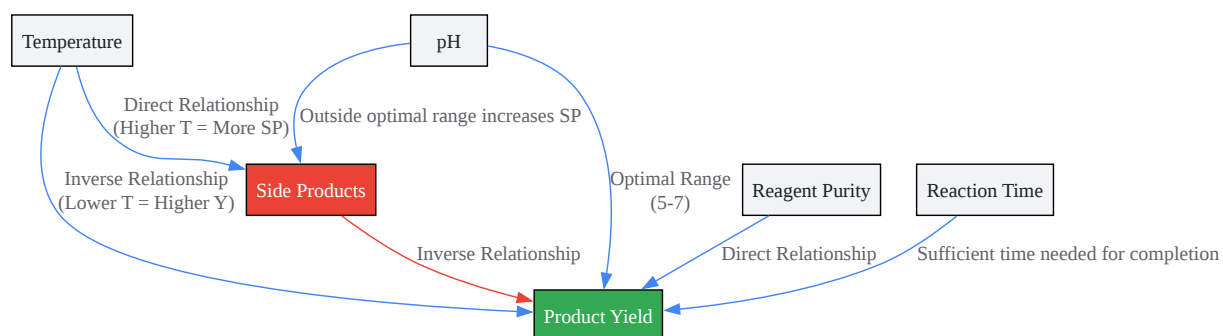 Temperature
pH
Direct Relationship
(Higher T = More SP)
Outside optimal range increases SP
Inverse Relationship
(Lower T = Higher Y)
Side Products
Optimal Range
(5-7)
Reagent Purity
Reaction Time
Inverse Relationship
Direct Relationship
Sufficient time needed for completion
Product Yield